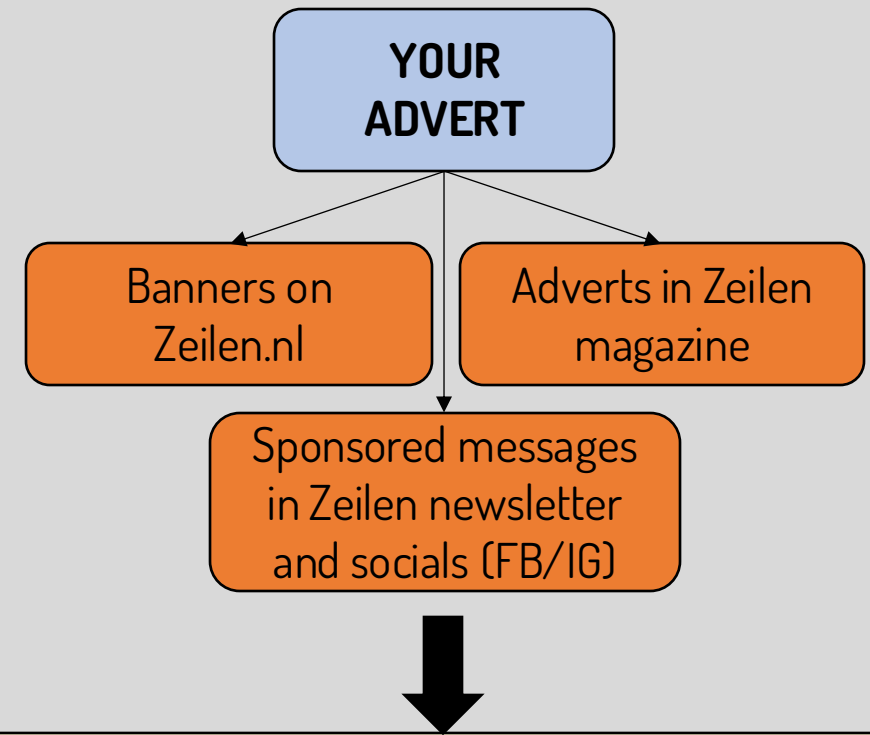 YOUR
ADVERT
Banners on
Zeilen.nl
Adverts in Zeilen
magazine
Sponsored messages
in Zeilen newsletter
and socials (FB/IG)